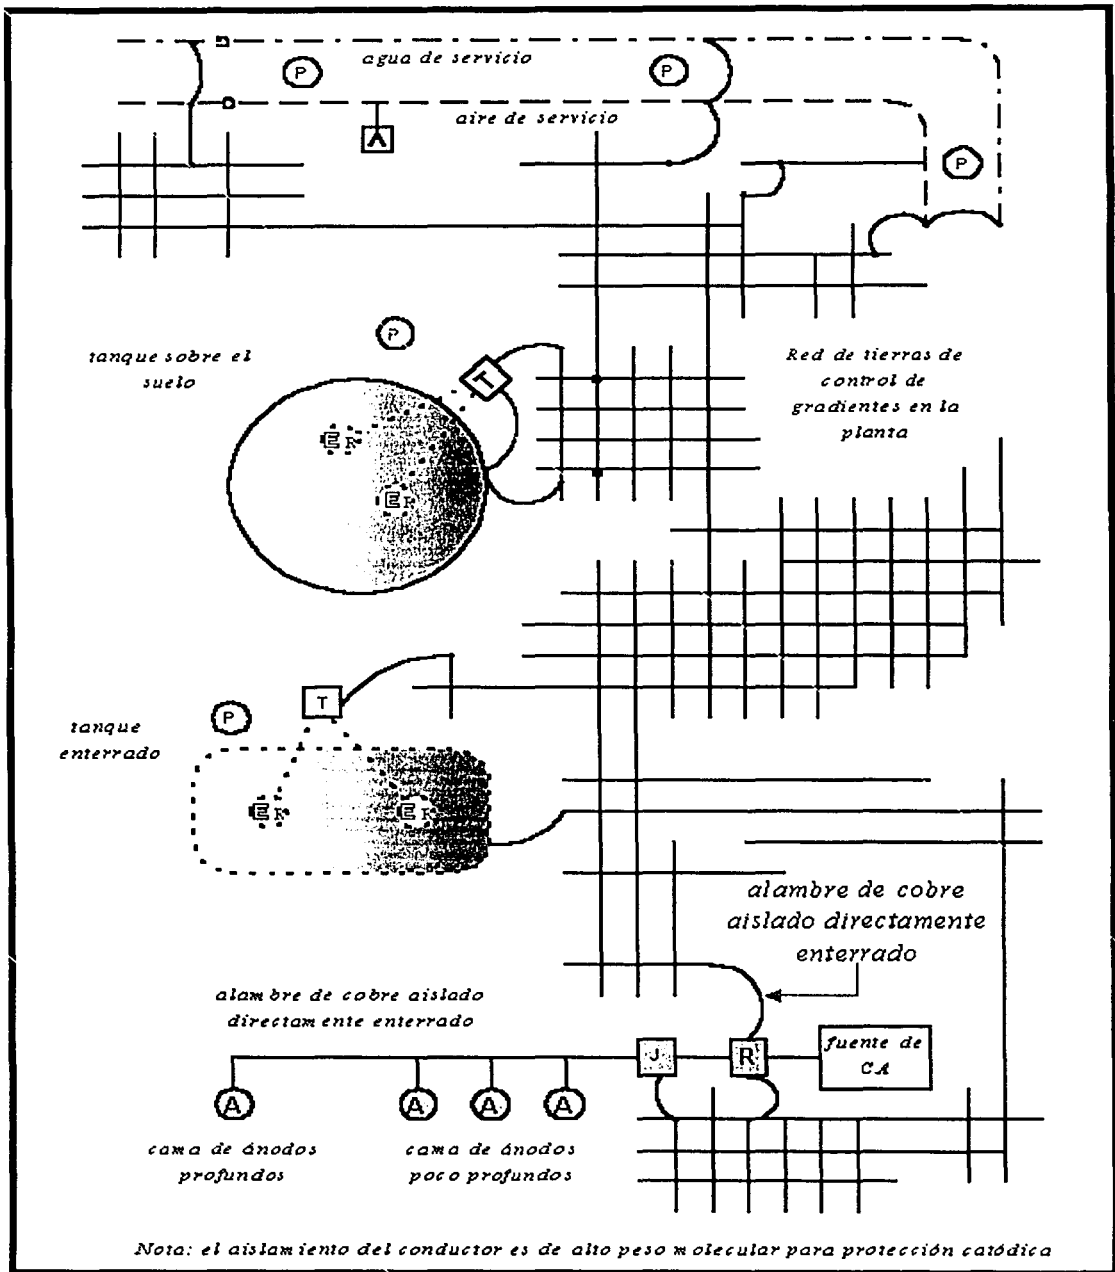 agua de servicio
P
P
aire de servicio
A
P
P
tanque sobre el
suelo
T
Red de tierras de
control de
gradientes en la
planta
E R
E R
T
P
tanque
enterrado
E R
E R
alambre de cobre
aislado directamente
enterrado
alambre de cobre aislado
directamente enterrado
J
R
fuente de
CA
A
A
A
A
cama de ánodos
profundos
cama de ánodos
poco profundos
Nota: el aislamiento del conductor es de alto peso molecular para protección catódica